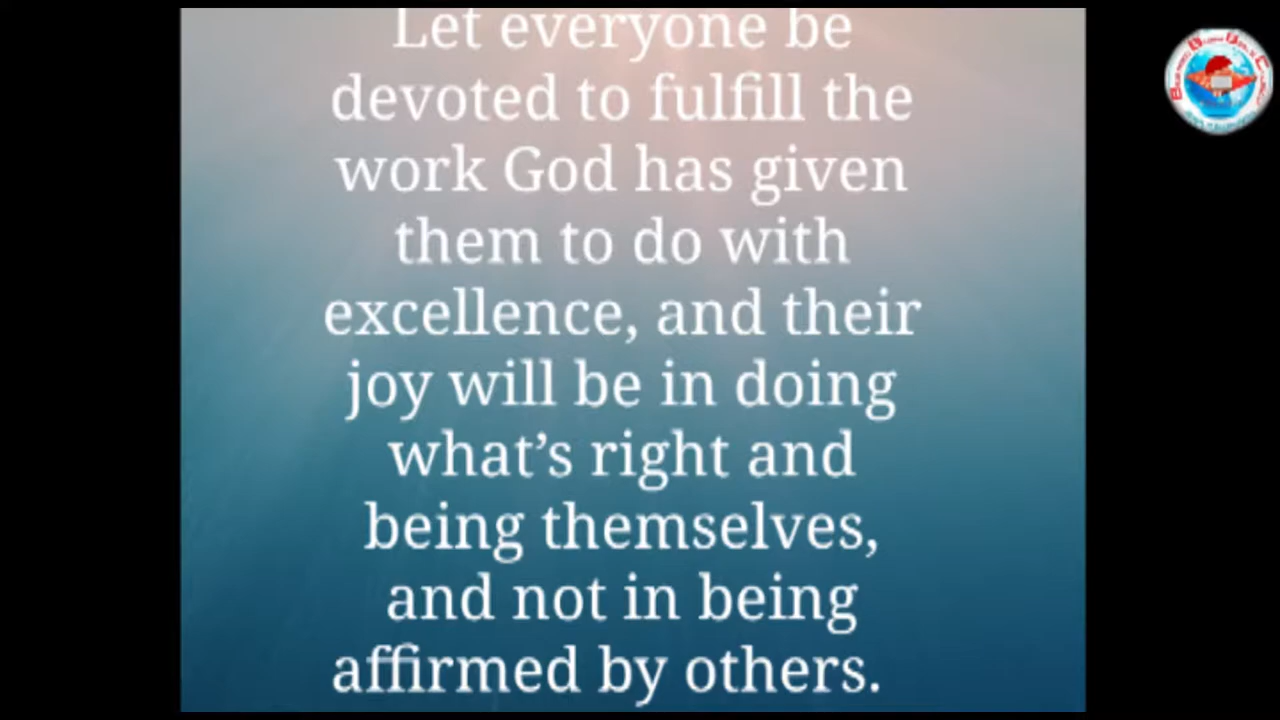 Let everyone be
devoted to fulfill the
work God has given
them to do with
excellence, and their
joy will be in doing
what’s right and
being themselves,
and not in being
affirmed by others.